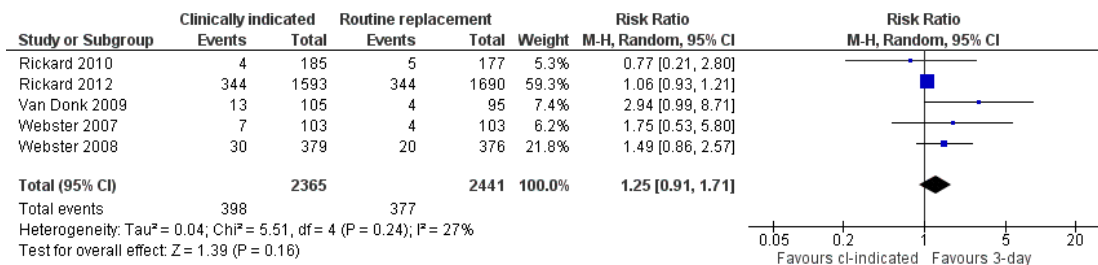 Clinically indicated Routine replacement Risk Ratio Risk Ratio
Study or Subgroup Events Total Events Total Weight M-H, Random, 95% CI M-H, Random, 95% CI
Rickard 2010 4 185 5 177 5.3% 0.77 [0.21, 2.80]
Rickard 2012 344 1593 344 1690 59.3% 1.06 [0.93, 1.21]
Van Donk 2009 13 105 4 95 7.4% 2.94 [0.99, 8.71]
Webster 2007 7 103 4 103 6.2% 1.75 [0.53, 5.80]
Webster 2008 30 379 20 376 21.8% 1.49 [0.86, 2.57]
Total (95% CI) 2365 2441 100.0% 1.25 [0.91, 1.71]
Total events 398 377
Heterogeneity: Tau² = 0.04; Chi² = 5.51, df = 4 (P = 0.24); I² = 27%
Test for overall effect: Z = 1.39 (P = 0.16)
0.05 0.2 1 5 20
Favours cl-indicated Favours 3-day